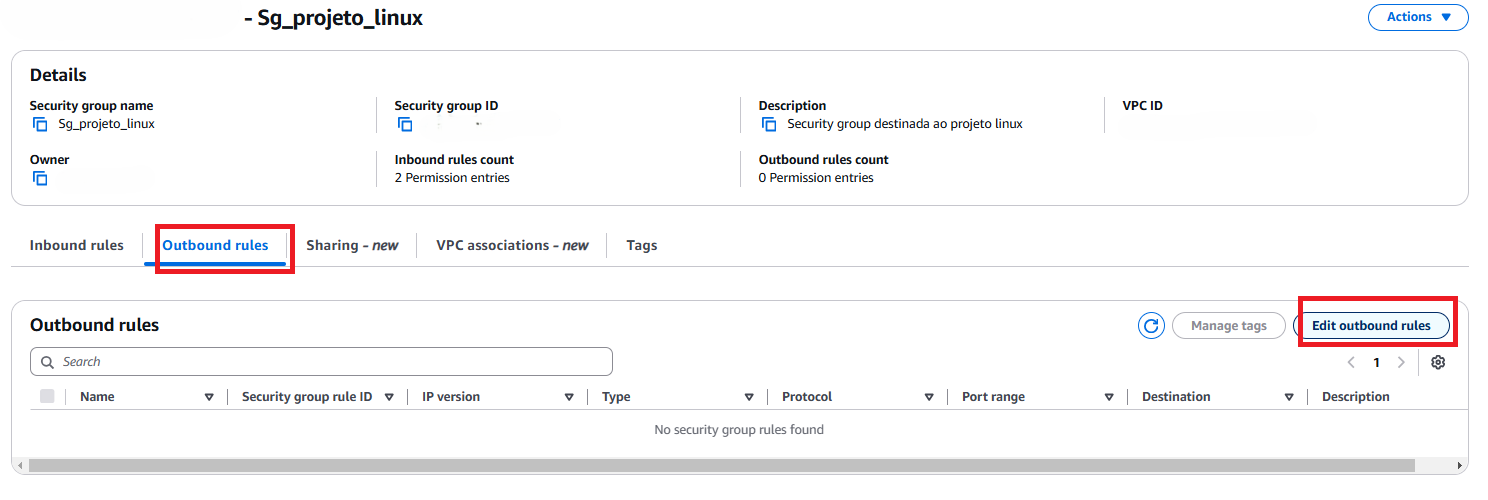 - Sg_projeto_linux
Actions
Details
Security group name
Sg_projeto_linux
Security group ID
Description
Security group destinada ao projeto linux
VPC ID
Owner
Inbound rules count
2 Permission entries
Outbound rules count
0 Permission entries
Inbound rules
Outbound rules
Sharing - new
VPC associations - new
Tags
Outbound rules
Manage tags
Edit outbound rules
Search
1
Name
Security group rule ID
IP version
Type
Protocol
Port range
Destination
Description
No security group rules found